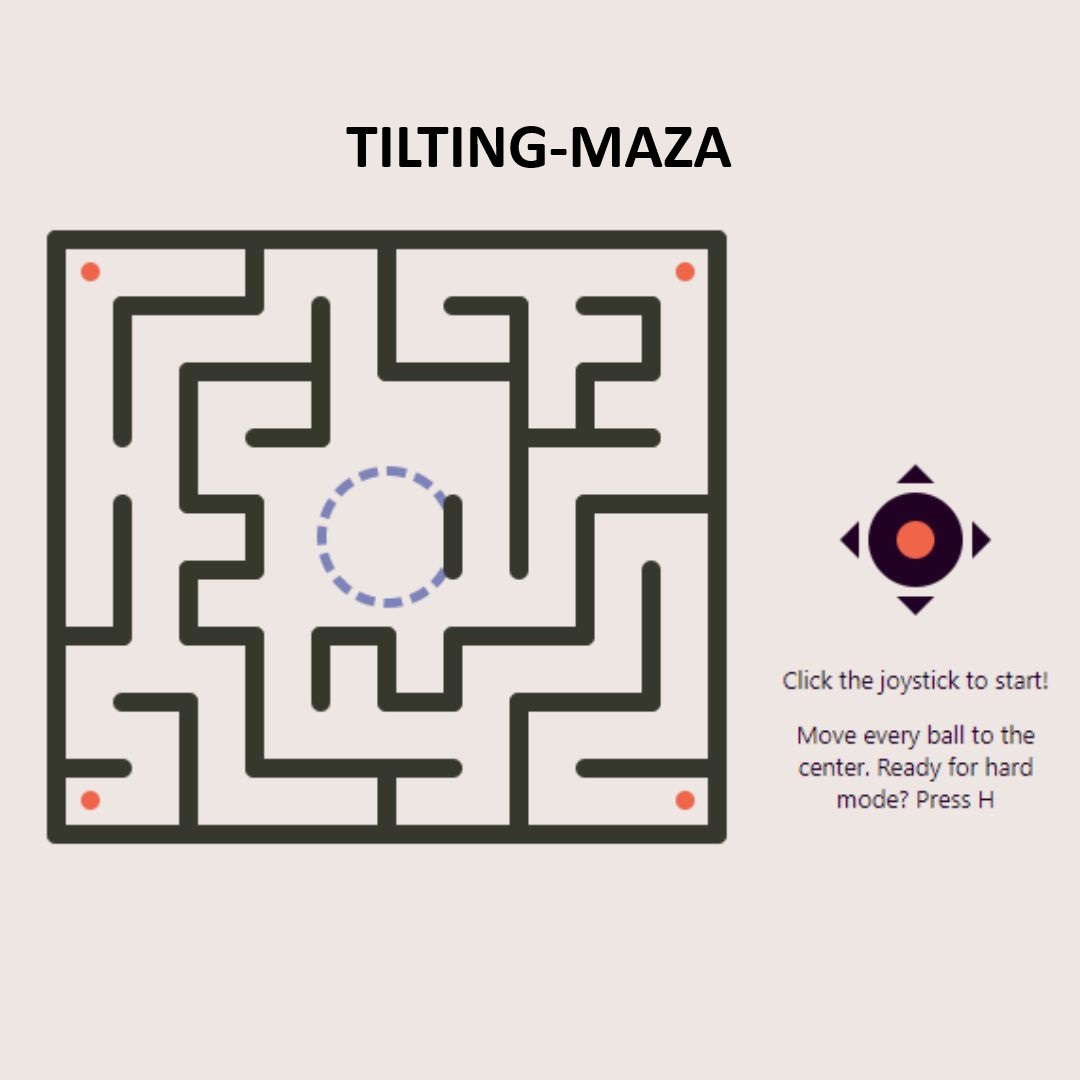 TILTING-MAZA
Click the joystick to start!
Move every ball to the
center. Ready for hard
mode? Press H